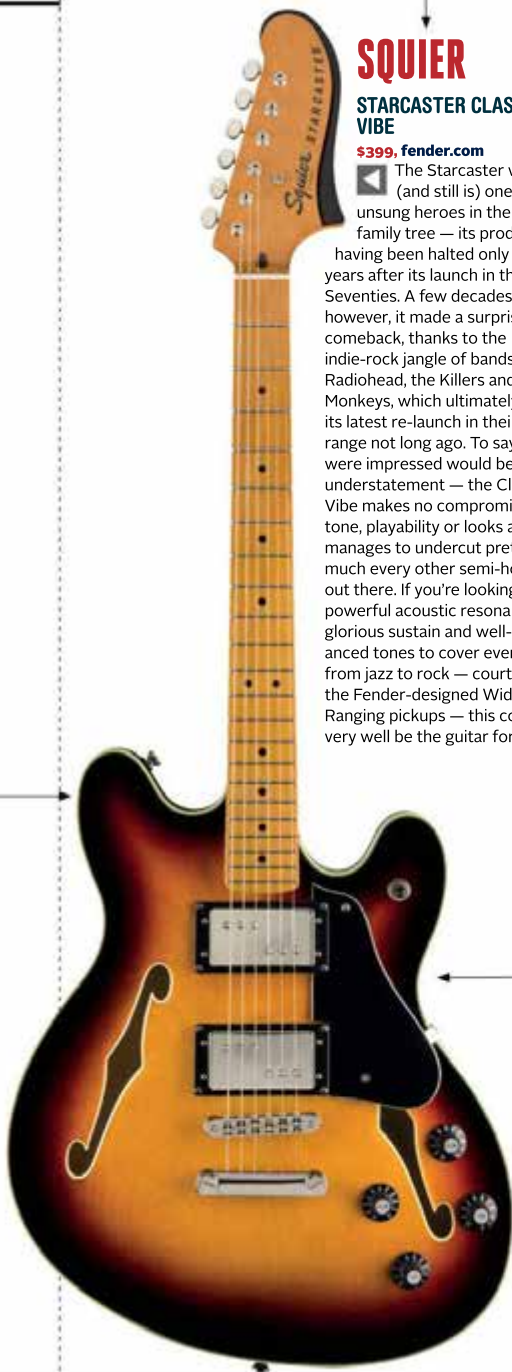 Squier STARCASTER
SQUIER
STARCASTER CLAS
VIBE
$399, fender.com
The Starcaster w
(and still is) one
unsung heroes in the
family tree — its prod
having been halted only
years after its launch in th
Seventies. A few decades
however, it made a surpris
comeback, thanks to the
indie-rock jangle of bands
Radiohead, the Killers and
Monkeys, which ultimately
its latest re-launch in thei
range not long ago. To say
were impressed would be
understatement — the Cl
Vibe makes no compromi
tone, playability or looks a
manages to undercut pret
much every other semi-ho
out there. If you're looking
powerful acoustic resona
glorious sustain and well-
anced tones to cover ever
from jazz to rock — court
the Fender-designed Wid
Ranging pickups — this co
very well be the guitar for